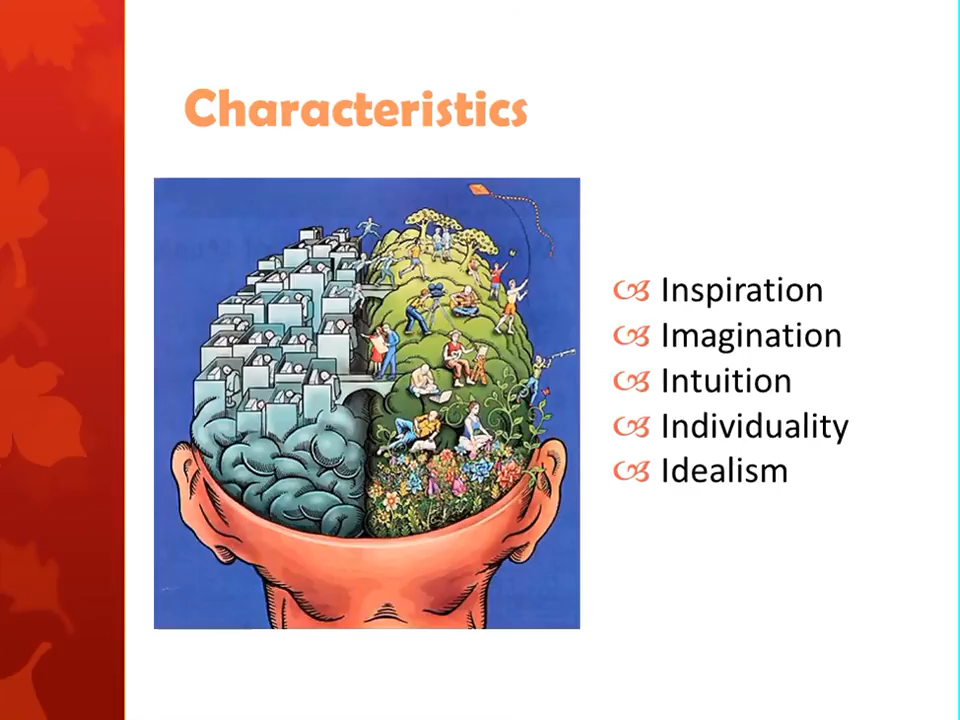 Characteristics
Inspiration
Imagination
Intuition
Individuality
Idealism